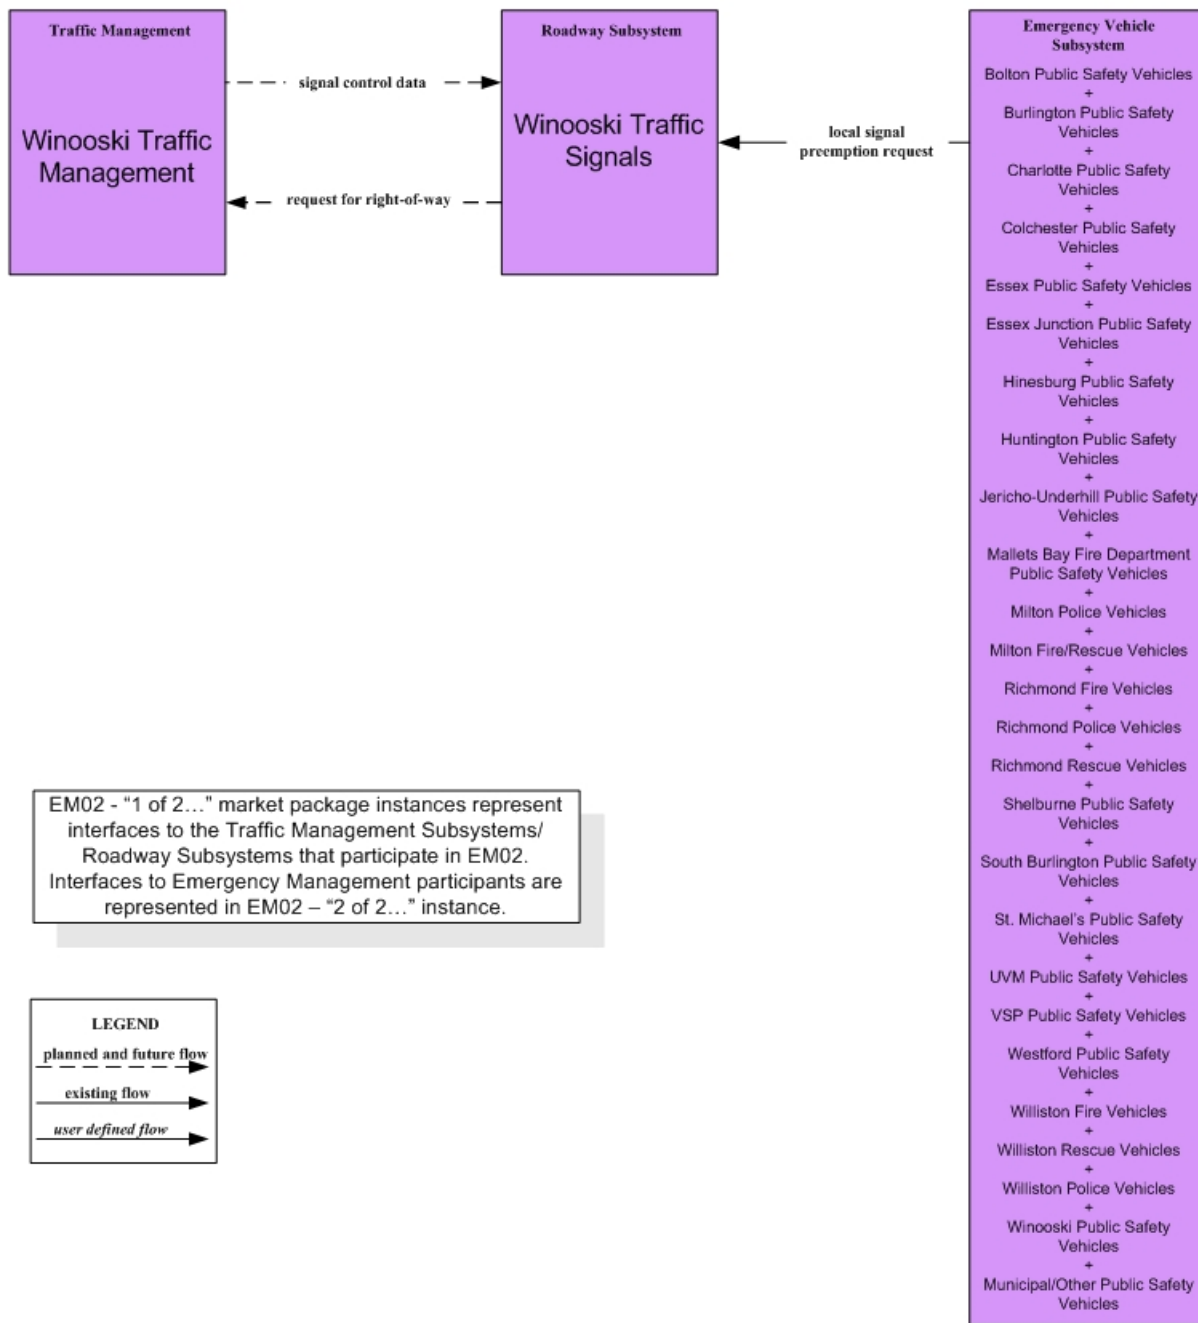 Traffic Management
Winooski Traffic
Management
signal control data
request for right-of-way
Roadway Subsystem
Winooski Traffic
Signals
local signal
preemption request
Emergency Vehicle
Subsystem
Bolton Public Safety Vehicles
+
Burlington Public Safety
Vehicles
+
Charlotte Public Safety
Vehicles
+
Colchester Public Safety
Vehicles
+
Essex Public Safety Vehicles
+
Essex Junction Public Safety
Vehicles
+
Hinesburg Public Safety
Vehicles
+
Huntington Public Safety
Vehicles
+
Jericho-Underhill Public Safety
Vehicles
+
Mallets Bay Fire Department
Public Safety Vehicles
+
Milton Police Vehicles
+
Milton Fire/Rescue Vehicles
+
Richmond Fire Vehicles
+
Richmond Police Vehicles
+
Richmond Rescue Vehicles
+
Shelburne Public Safety
Vehicles
+
South Burlington Public Safety
Vehicles
+
St. Michael's Public Safety
Vehicles
+
UVM Public Safety Vehicles
+
VSP Public Safety Vehicles
+
Westford Public Safety
Vehicles
+
Williston Fire Vehicles
+
Williston Rescue Vehicles
+
Williston Police Vehicles
+
Winooski Public Safety
Vehicles
+
Municipal/Other Public Safety
Vehicles
EM02 - “1 of 2…” market package instances represent
interfaces to the Traffic Management Subsystems/
Roadway Subsystems that participate in EM02.
Interfaces to Emergency Management participants are
represented in EM02 – “2 of 2…” instance.
LEGEND
planned and future flow
existing flow
user defined flow